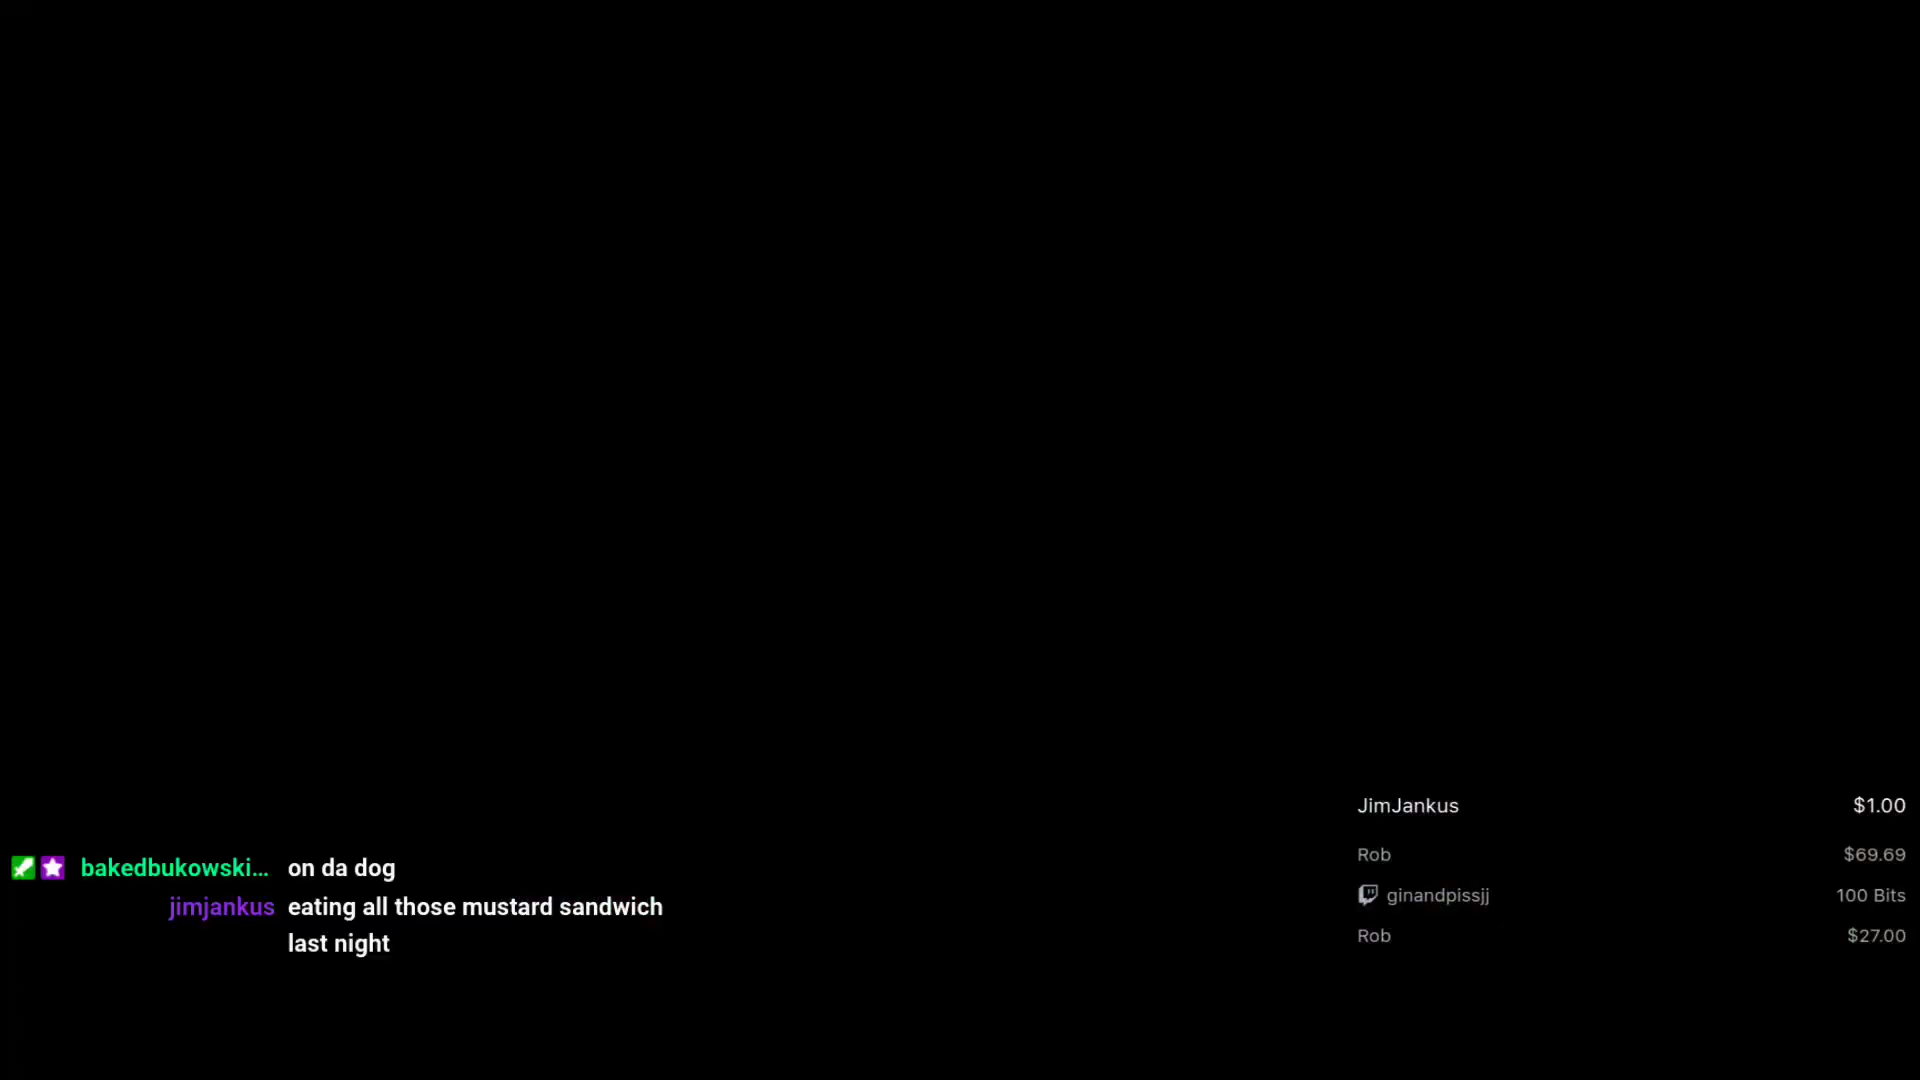 bakedbukowski... on da dog
jimjankus eating all those mustard sandwich
last night
JimJankus $1.00
Rob $69.69
ginandpissjj 100 Bits
Rob $27.00